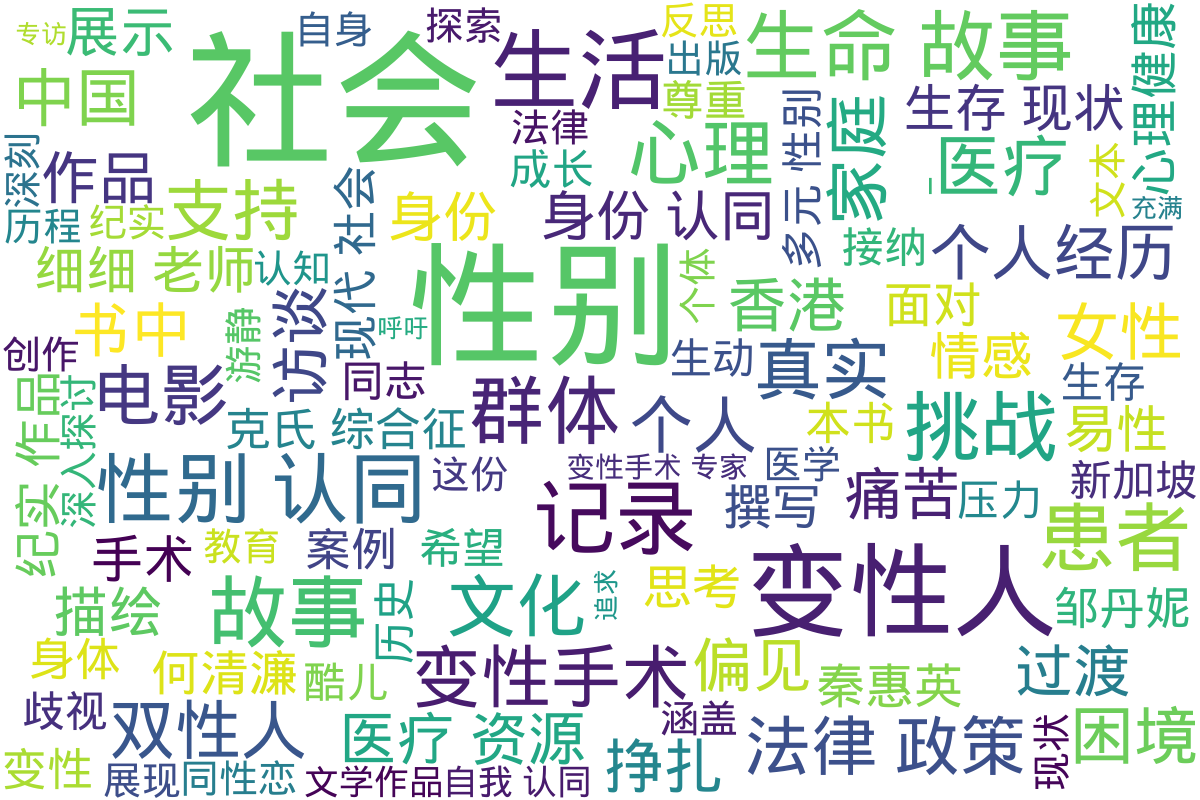 专访
展示
自身
探索
反思
出版
尊重
生命 故事
心理健康
中国
社会
生活
法律
成长
心理
性别
多元
家庭
生存 现状
医疗
文本
充满
深刻
作品
历程
纪实
支持
现代 社会
身份
身份 认同
接纳
个人经历
细细 老师
认知
访谈
性别
个体
香港
面对
女性
情感
书中
游静
呼吁
创作
电影
同志
群体
生动
真实
生存
纪实 作品
深入探讨
克氏 综合征
个人
本书
挑战
易性
性别 认同
这份
变性手术 专家
医学
新加坡
记录
撰写
痛苦
压力
患者
手术
教育
案例
希望
变性人
描绘
故事
历史
文化
追求
思考
邹丹妮
身体
何清濂
酷儿
变性手术
偏见
秦惠英
过渡
歧视
双性人
医疗 资源
涵盖
法律 政策
现状
困境
变性
展现
同性恋
文学作品
自我 认同
挣扎